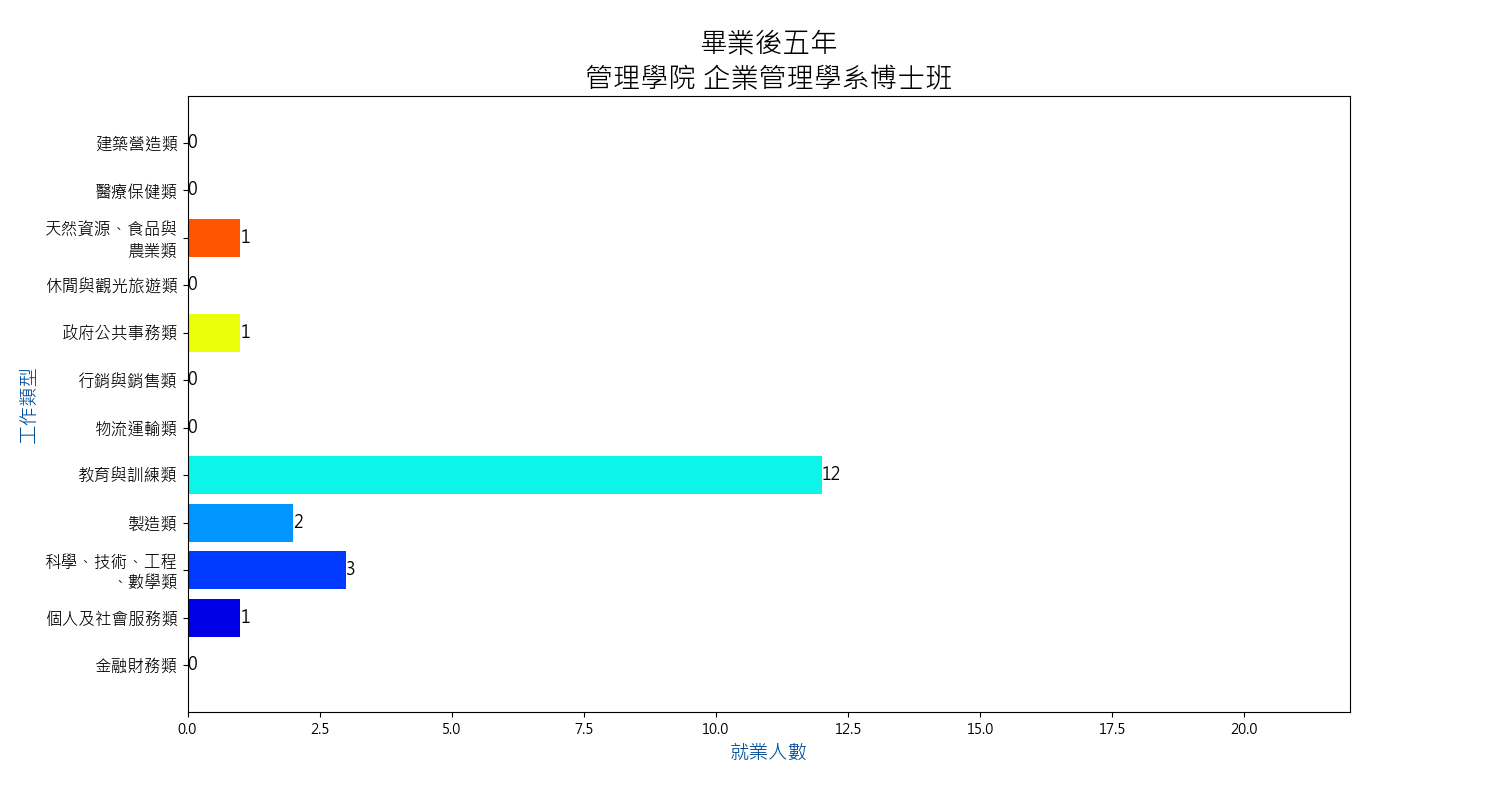 畢業後五年
管理學院 企業管理學系博士班
建築營造類
0
醫療保健類
0
天然資源、食品與
農業類
1
休閒與觀光旅遊類
0
政府公共事務類
1
行銷與銷售類
0
物流運輸類
0
教育與訓練類
12
製造類
2
科學、技術、工程
、數學類
3
個人及社會服務類
1
金融財務類
0
工作類型
0.0 2.5 5.0 7.5 10.0 12.5 15.0 17.5 20.0
就業人數